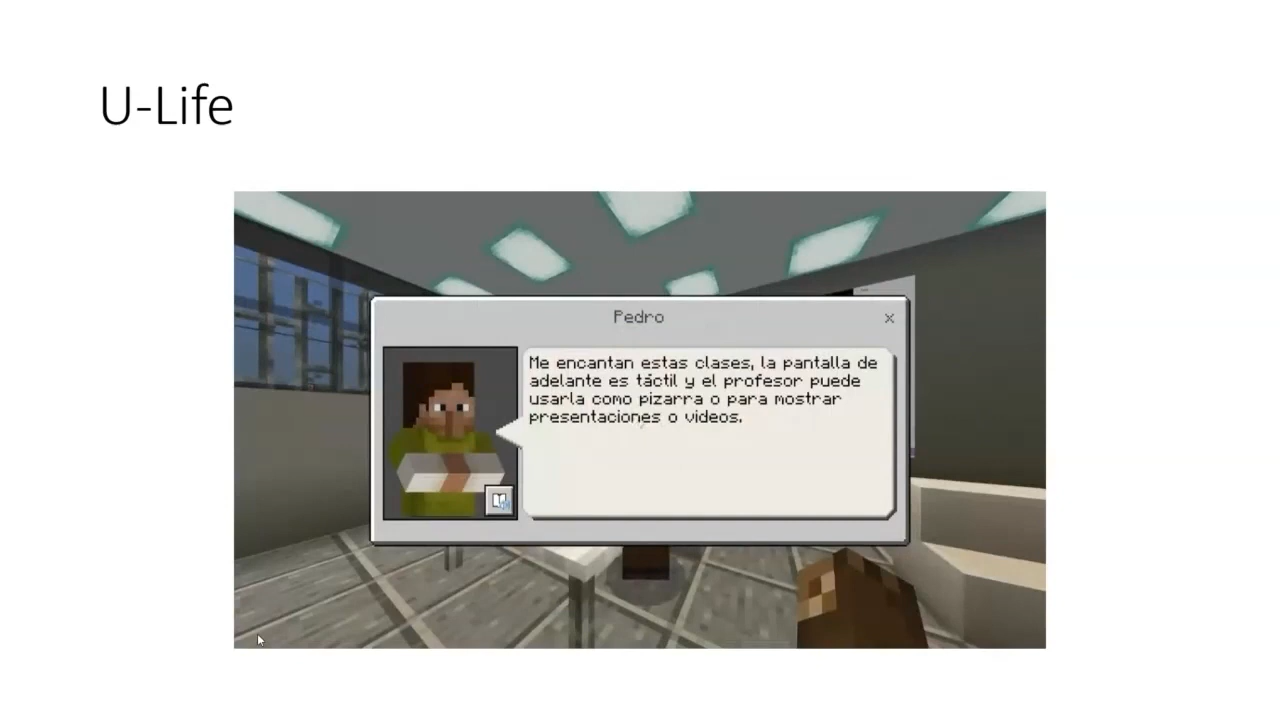 U-Life
Pedro
Me encantan estas clases, la pantalla de
adelante es táctil y el profesor puede
usarla como pizarra o para mostrar
presentaciones o videos.